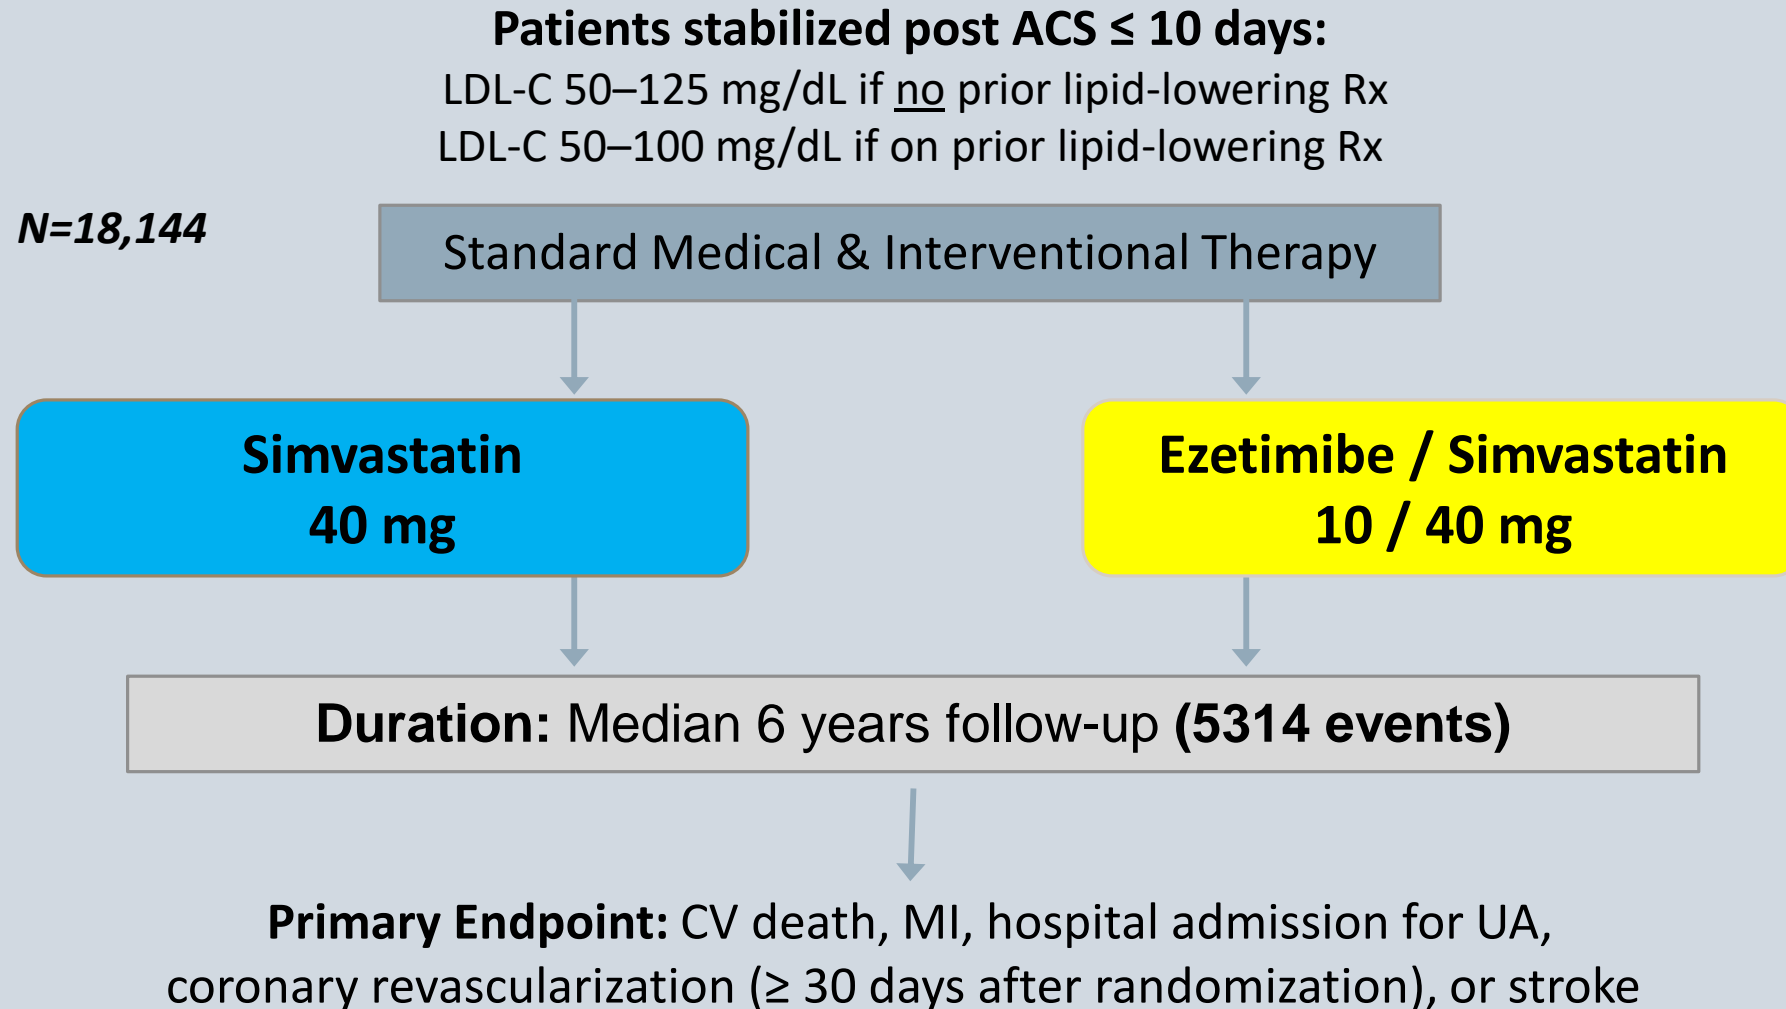 Patients stabilized post ACS ≤ 10 days:
LDL-C 50–125 mg/dL if no prior lipid-lowering Rx
LDL-C 50–100 mg/dL if on prior lipid-lowering Rx
N=18,144
Standard Medical & Interventional Therapy
Simvastatin
40 mg
Ezetimibe / Simvastatin
10 / 40 mg
Duration: Median 6 years follow-up (5314 events)
Primary Endpoint: CV death, MI, hospital admission for UA,
coronary revascularization (≥ 30 days after randomization), or stroke